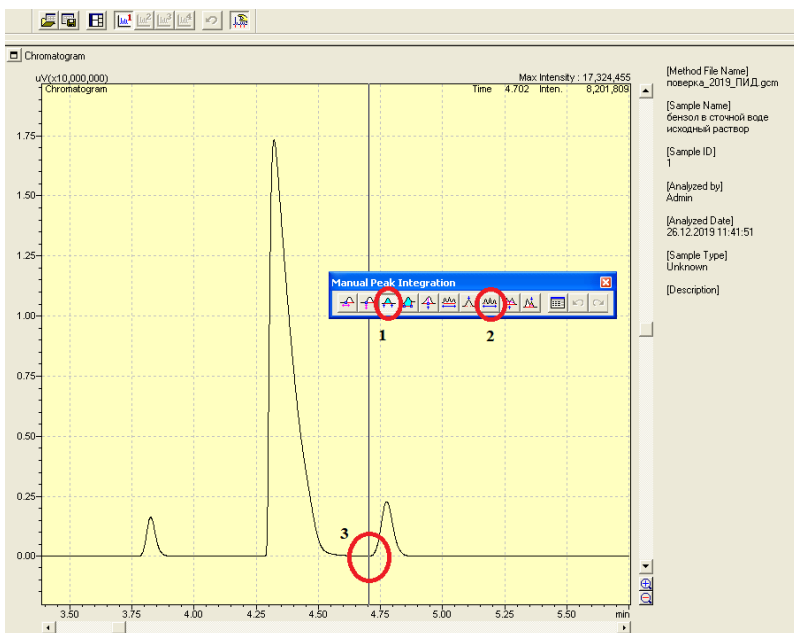 Chromatogram
uV(x10,000,000)
Max Intensity : 17,324,455
Chromatogram
Time 4.702 Inten. 8,201,809
1.75
1.50
1.25
1.00
0.75
0.50
0.25
0.00
3.50 3.75 4.00 4.25 4.50 4.75 5.00 5.25 5.50 min
Manual Peak Integration
1
2
3
[Method File Name]
поверка_2019_ПИД.gcm
[Sample Name]
бензол в сточной воде
исходный раствор
[Sample ID]
1
[Analyzed by]
Admin
[Analyzed Date]
26.12.2019 11:41:51
[Sample Type]
Unknown
[Description]